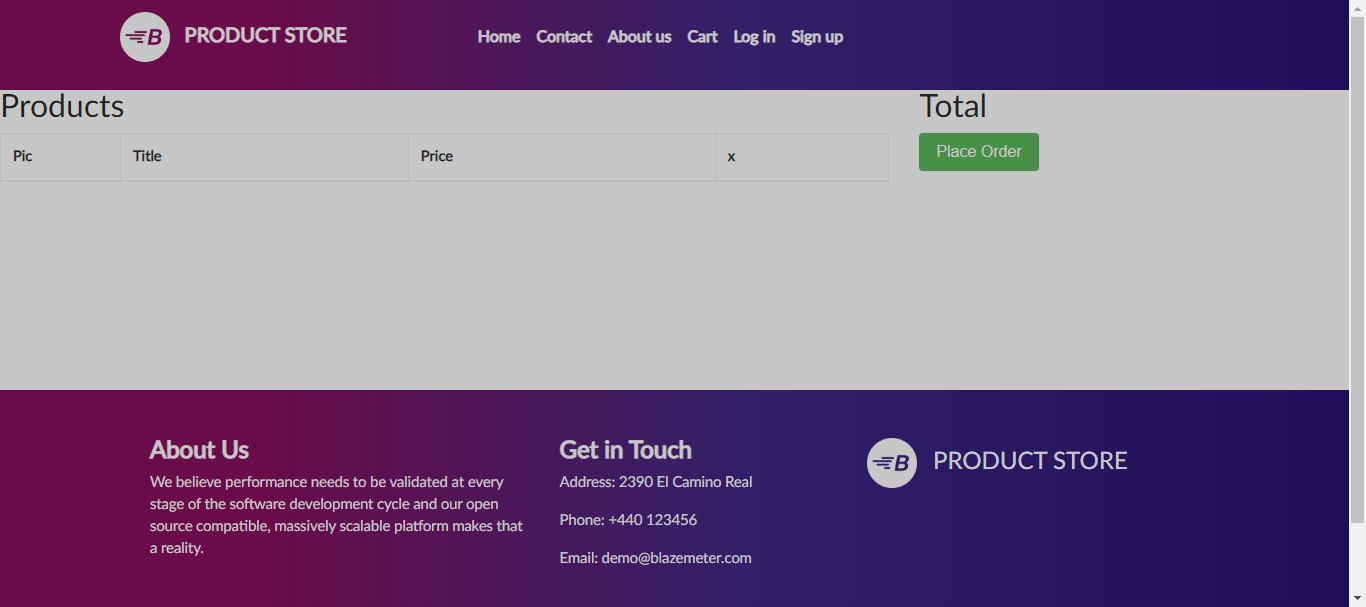 B PRODUCT STORE Home Contact About us Cart Log in Sign up
Products Total
Pic Title Price x Place Order
About Us
We believe performance needs to be validated at every
stage of the software development cycle and our open
source compatible, massively scalable platform makes that
a reality.
Get in Touch
Address: 2390 El Camino Real
Phone: +440 123456
Email: demo@blazemeter.com
B PRODUCT STORE